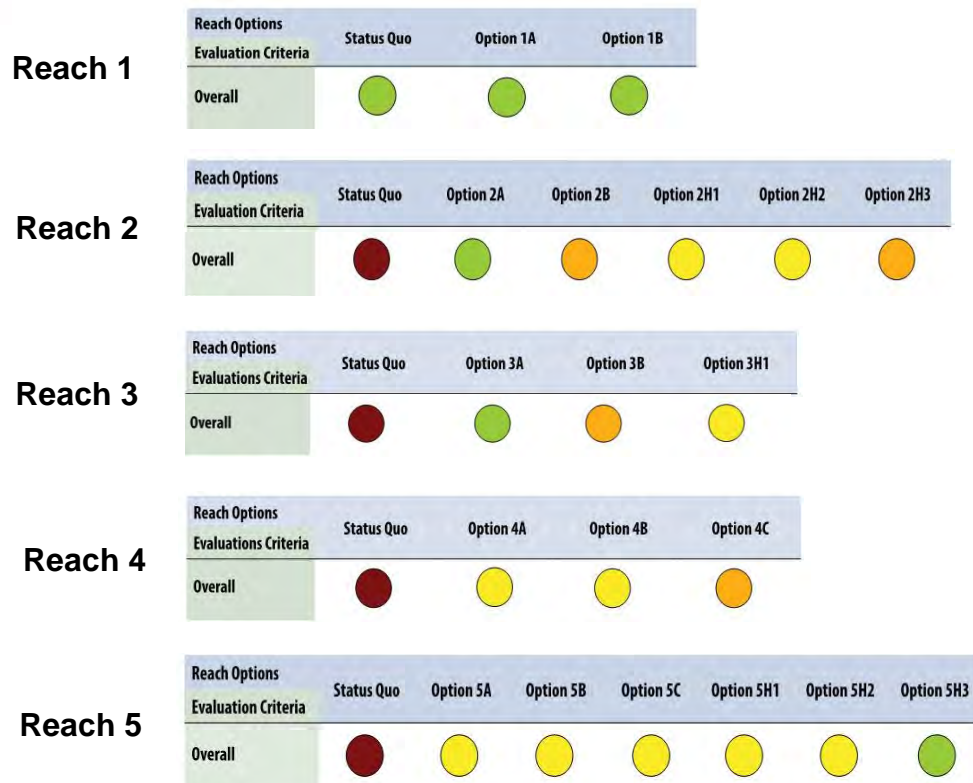 Reach 1
Reach Options
Evaluation Criteria
Status Quo Option 1A Option 1B
Overall
Reach 2
Reach Options
Evaluation Criteria
Status Quo Option 2A Option 2B Option 2H1 Option 2H2 Option 2H3
Overall
Reach 3
Reach Options
Evaluations Criteria
Status Quo Option 3A Option 3B Option 3H1
Overall
Reach 4
Reach Options
Evaluations Criteria
Status Quo Option 4A Option 4B Option 4C
Overall
Reach 5
Reach Options
Evaluation Criteria
Status Quo Option 5A Option 5B Option 5C Option 5H1 Option 5H2 Option 5H3
Overall